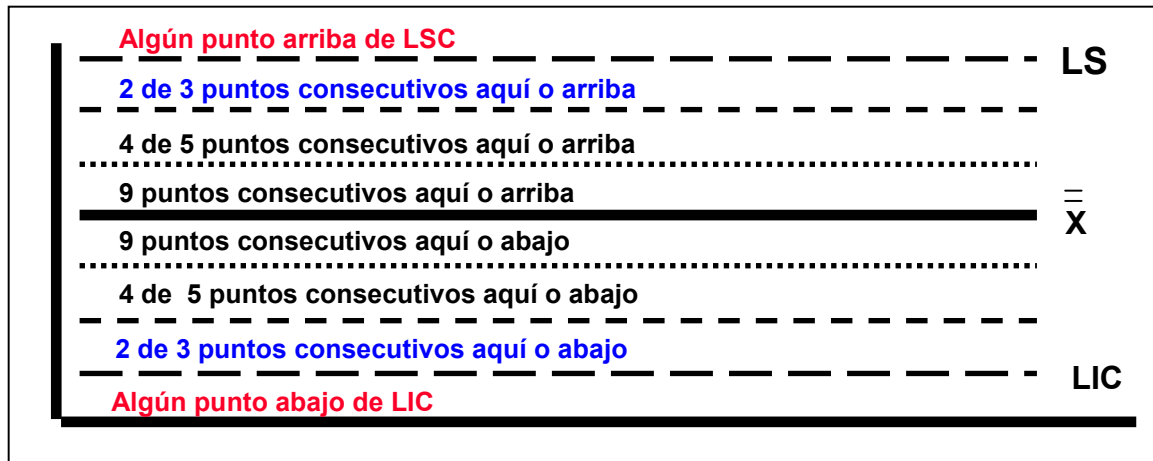 Algún punto arriba de LSC
LS
2 de 3 puntos consecutivos aquí o arriba
4 de 5 puntos consecutivos aquí o arriba
9 puntos consecutivos aquí o arriba
X
9 puntos consecutivos aquí o abajo
4 de 5 puntos consecutivos aquí o abajo
2 de 3 puntos consecutivos aquí o abajo
LIC
Algún punto abajo de LIC